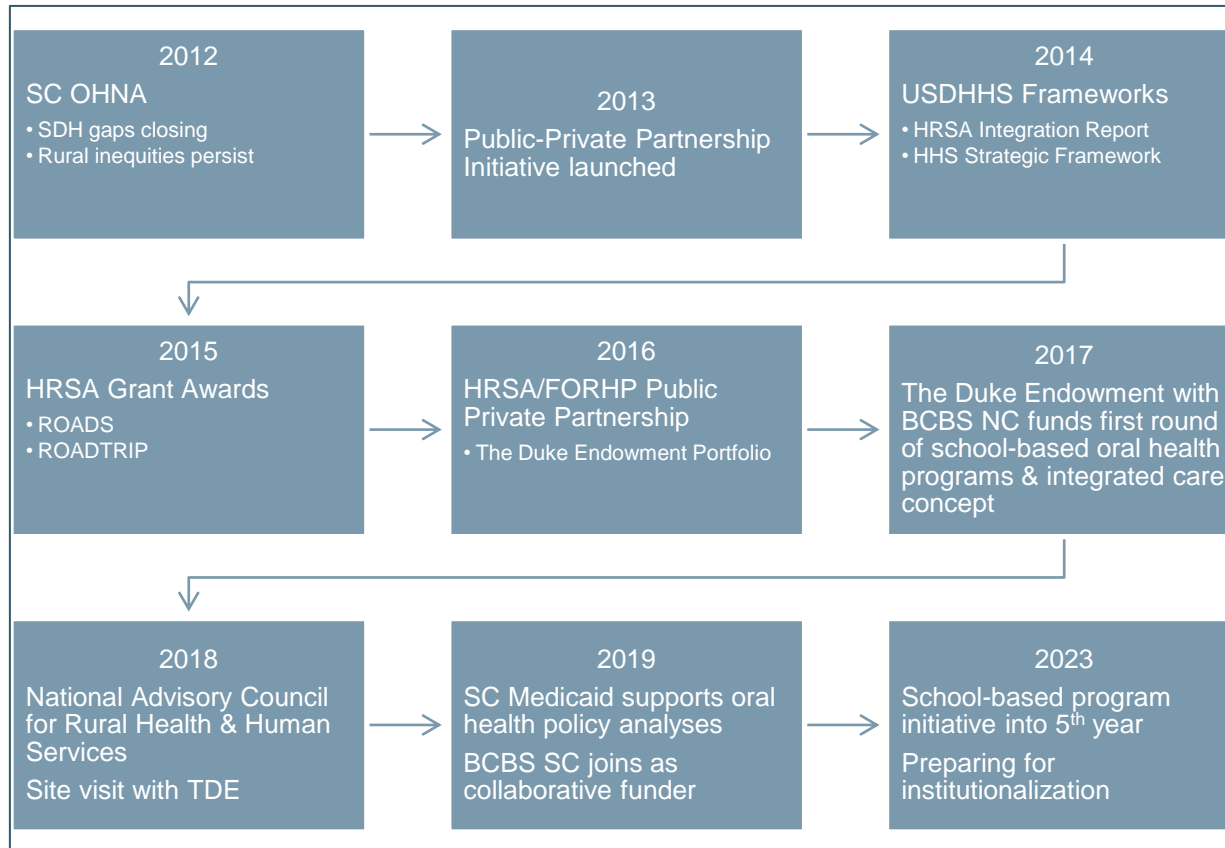 2012
SC OHNA
• SDH gaps closing
• Rural inequities persist
2013
Public-Private Partnership
Initiative launched
2014
USDHHS Frameworks
• HRSA Integration Report
• HHS Strategic Framework
2015
HRSA Grant Awards
• ROADS
• ROADTRIP
2016
HRSA/FORHP Public
Private Partnership
• The Duke Endowment Portfolio
2017
The Duke Endowment with
BCBS NC funds first round
of school-based oral health
programs & integrated care
concept
2018
National Advisory Council
for Rural Health & Human
Services
Site visit with TDE
2019
SC Medicaid supports oral
health policy analyses
BCBS SC joins as
collaborative funder
2023
School-based program
initiative into 5th year
Preparing for
institutionalization